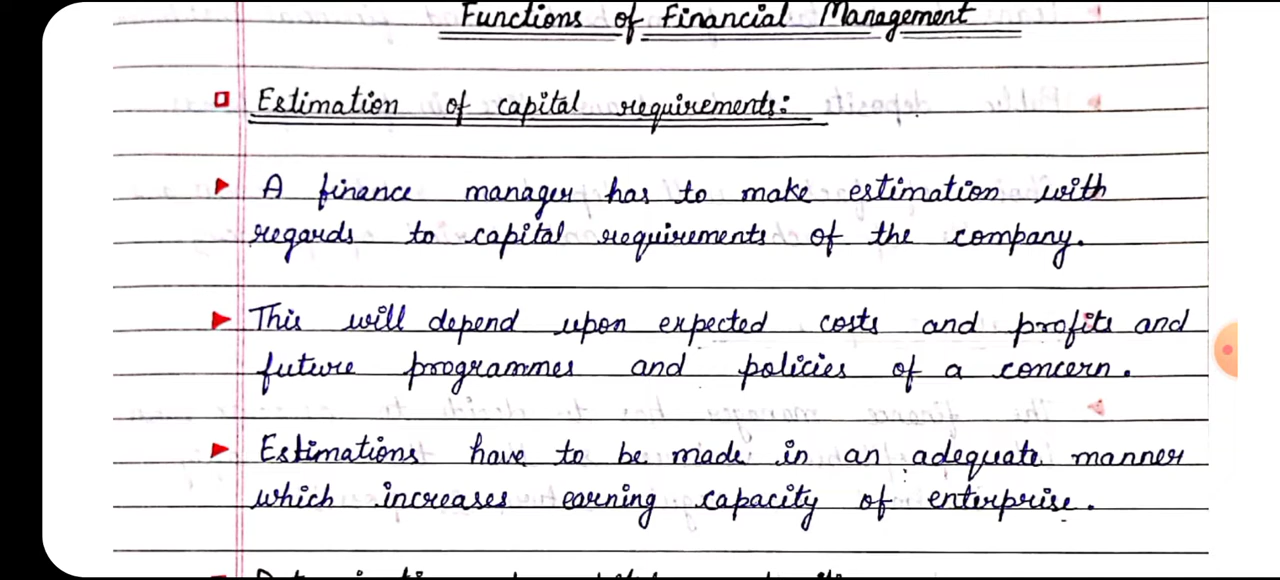 Functions of Financial Management
Estimation of capital requirements:
A finance manager has to make estimation with
regards to capital requirements of the company.
This will depend upon expected costs and profits and
future programmes and policies of a concern.
Estimations have to be made in an adequate manner
which increases earning capacity of enterprise.